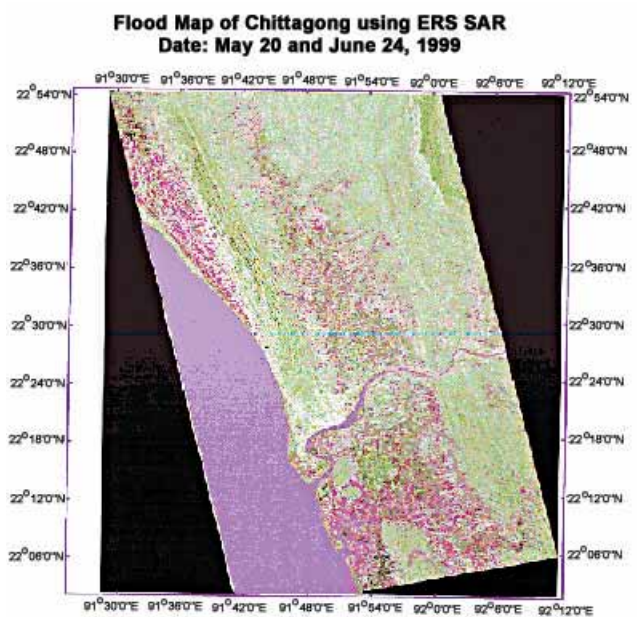 Flood Map of Chittagong using ERS SAR
Date: May 20 and June 24, 1999
91°30'0"E 91°36'0"E 91°42'0"E 91°48'0"E 91°54'0"E 92°0'0"E 92°6'0"E 92°12'0"E
22°54'0"N 22°54'0"N
22°48'0"N 22°48'0"N
22°42'0"N 22°42'0"N
22°36'0"N 22°36'0"N
22°30'0"N 22°30'0"N
22°24'0"N 22°24'0"N
22°18'0"N 22°18'0"N
22°12'0"N 22°12'0"N
22°06'0"N 22°06'0"N
91°30'0"E 91°36'0"E 91°42'0"E 91°48'0"E 91°54'0"E 92°0'0"E 92°6'0"E 92°12'0"E